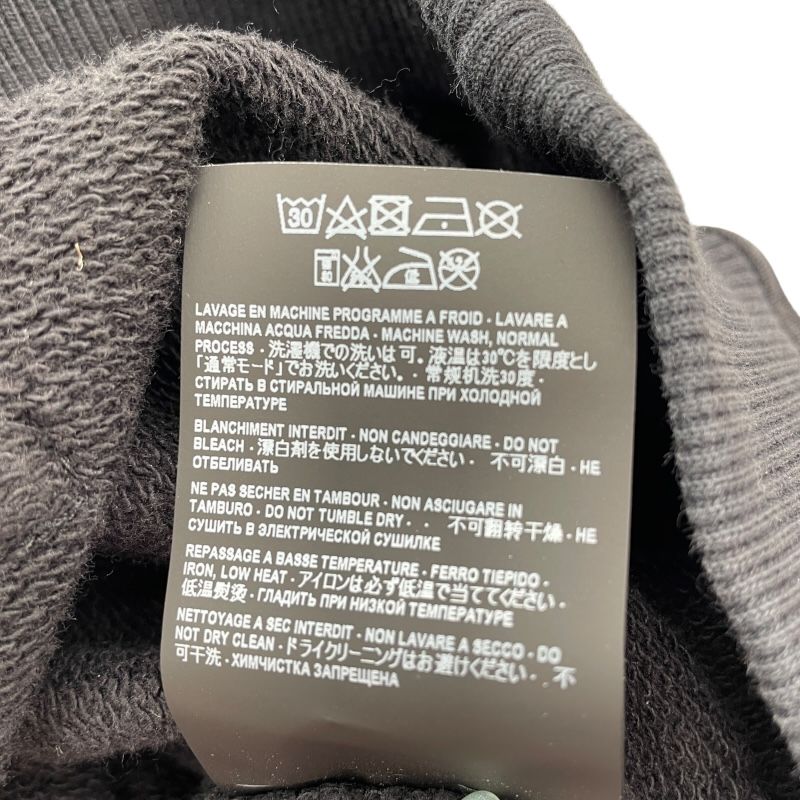 30
低
LAVAGE EN MACHINE PROGRAMME A FROID · LAVARE A
MACCHINA ACQUA FREDDA · MACHINE WASH, NORMAL
PROCESS · 洗濯機での洗いは可。液温は30℃を限度とし
「通常モード」でお洗いください。· 常规机洗30度 ·
СТИРАТЬ В СТИРАЛЬНОЙ МАШИНЕ ПРИ ХОЛОДНОЙ
ТЕМПЕРАТУРЕ
BLANCHIMENT INTERDIT · NON CANDEGGIARE · DO NOT
BLEACH · 漂白剤を使用しないでください · 不可漂白 · НЕ
ОТБЕЛИВАТЬ
NE PAS SECHER EN TAMBOUR · NON ASCIUGARE IN
TAMBURO · DO NOT TUMBLE DRY · · 不可翻转干燥 · НЕ
СУШИТЬ В ЭЛЕКТРИЧЕСКОЙ СУШИЛКЕ
REPASSAGE A BASSE TEMPERATURE · FERRO TIEPIDO ·
IRON, LOW HEAT · アイロンは必ず低温で当ててください ·
低温熨烫 · ГЛАДИТЬ ПРИ НИЗКОЙ ТЕМПЕРАТУРЕ
NETTOYAGE A SEC INTERDIT · NON LAVARE A SECCO · DO
NOT DRY CLEAN · ドライクリーニングはお避けください · 不
可干洗 · ХИМЧИСТКА ЗАПРЕЩЕНА